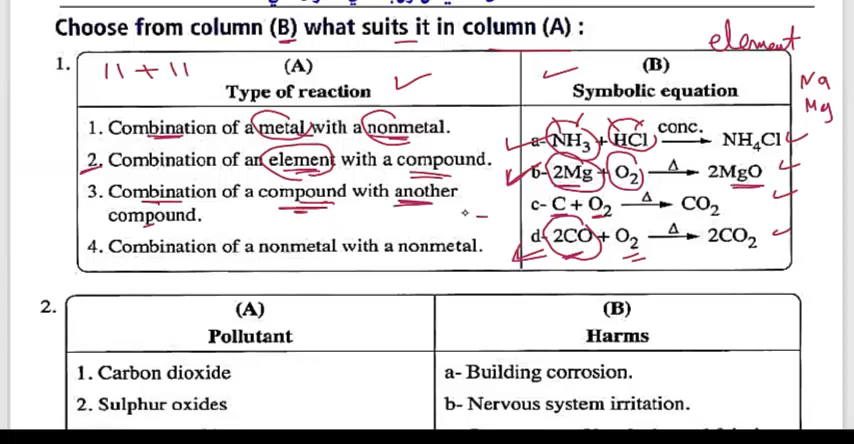 Choose from column (B) what suits it in column (A) :
element
1.
11 + 11
(A)
Type of reaction
(B)
Symbolic equation
Na
Mg
1. Combination of a metal with a nonmetal.
2. Combination of an element with a compound.
3. Combination of a compound with another
compound.
4. Combination of a nonmetal with a nonmetal.
a- NH₃ + HCl conc.⟶ NH₄Cl
b- 2Mg + O₂ Δ⟶ 2MgO
c- C + O₂ Δ⟶ CO₂
d- 2CO + O₂ Δ⟶ 2CO₂
2.
(A)
Pollutant
(B)
Harms
1. Carbon dioxide
2. Sulphur oxides
a- Building corrosion.
b- Nervous system irritation.